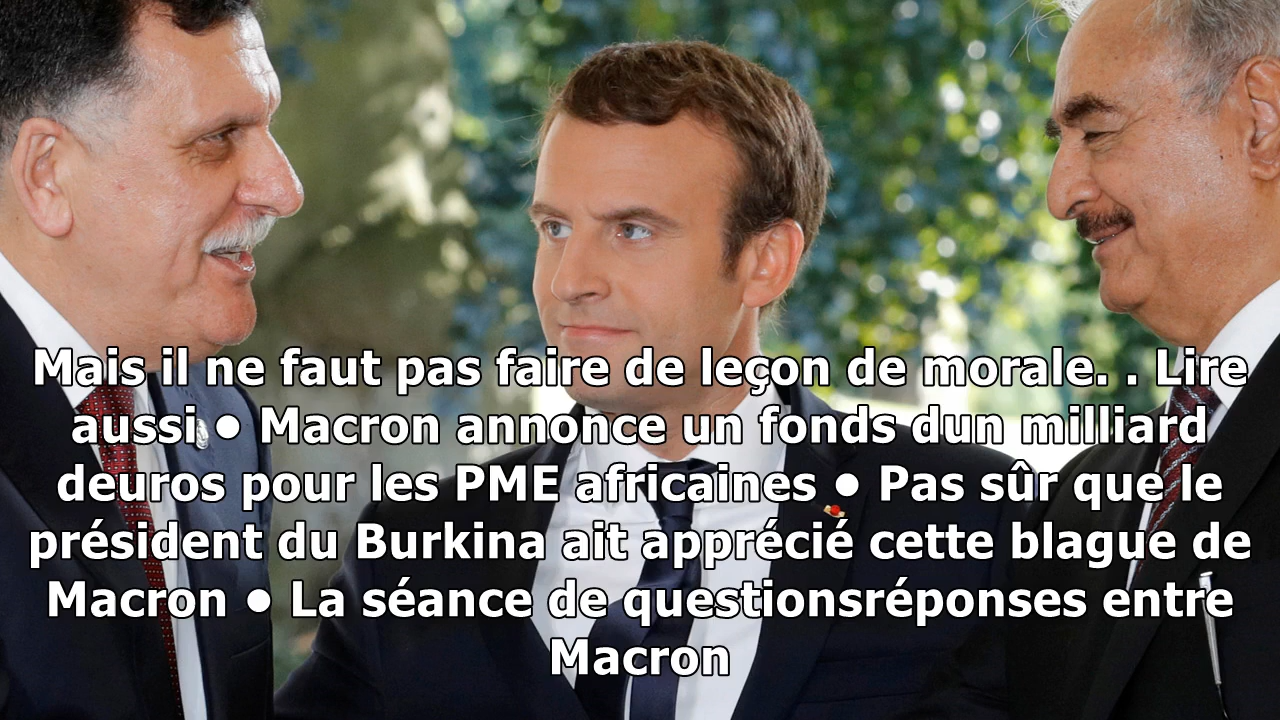 Mais il ne faut pas faire de leçon de morale. . Lire
aussi • Macron annonce un fonds dun milliard
deuros pour les PME africaines • Pas sûr que le
président du Burkina ait apprécié cette blague de
Macron • La séance de questionsréponses entre
Macron